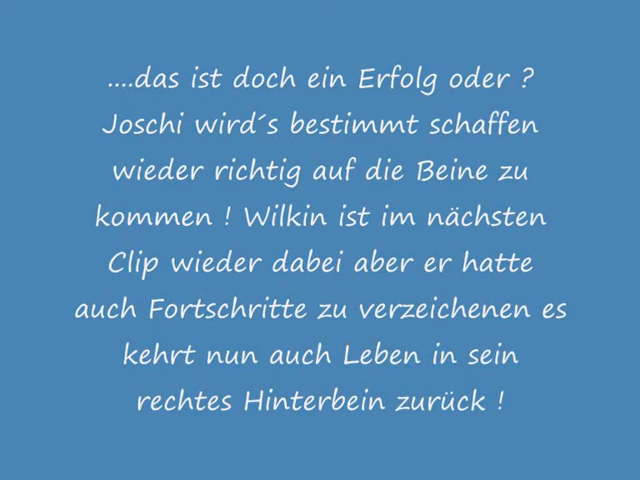 ....das ist doch ein Erfolg oder ?
Joschi wird´s bestimmt schaffen
wieder richtig auf die Beine zu
kommen ! Wilkin ist im nächsten
Clip wieder dabei aber er hatte
auch Fortschritte zu verzeichenen es
kehrt nun auch Leben in sein
rechtes Hinterbein zurück !